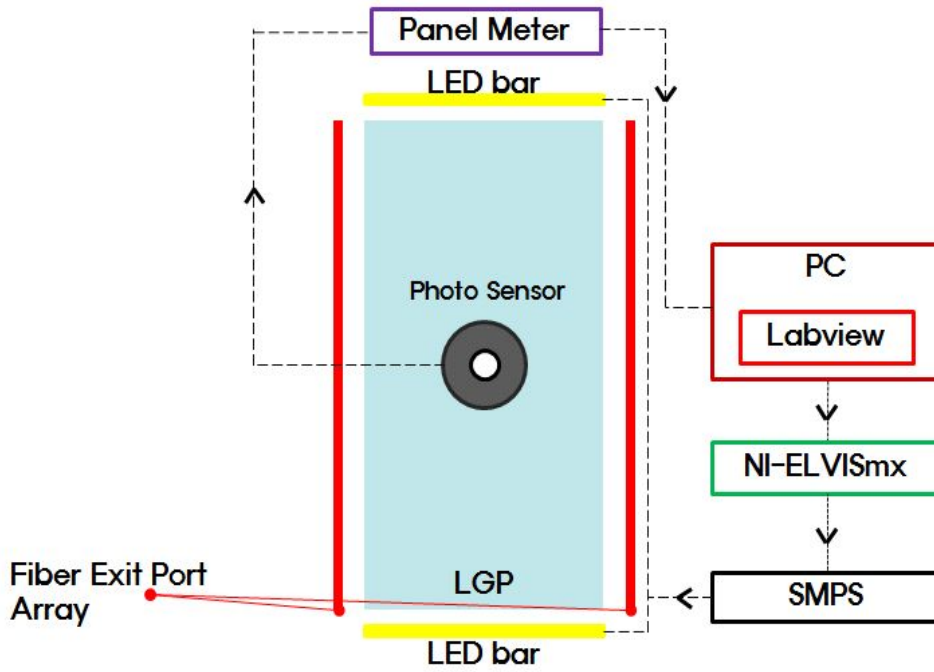 Panel Meter
LED bar
PC
Photo Sensor
Labview
NI-ELVISmx
Fiber Exit Port
Array
LGP
SMPS
LED bar